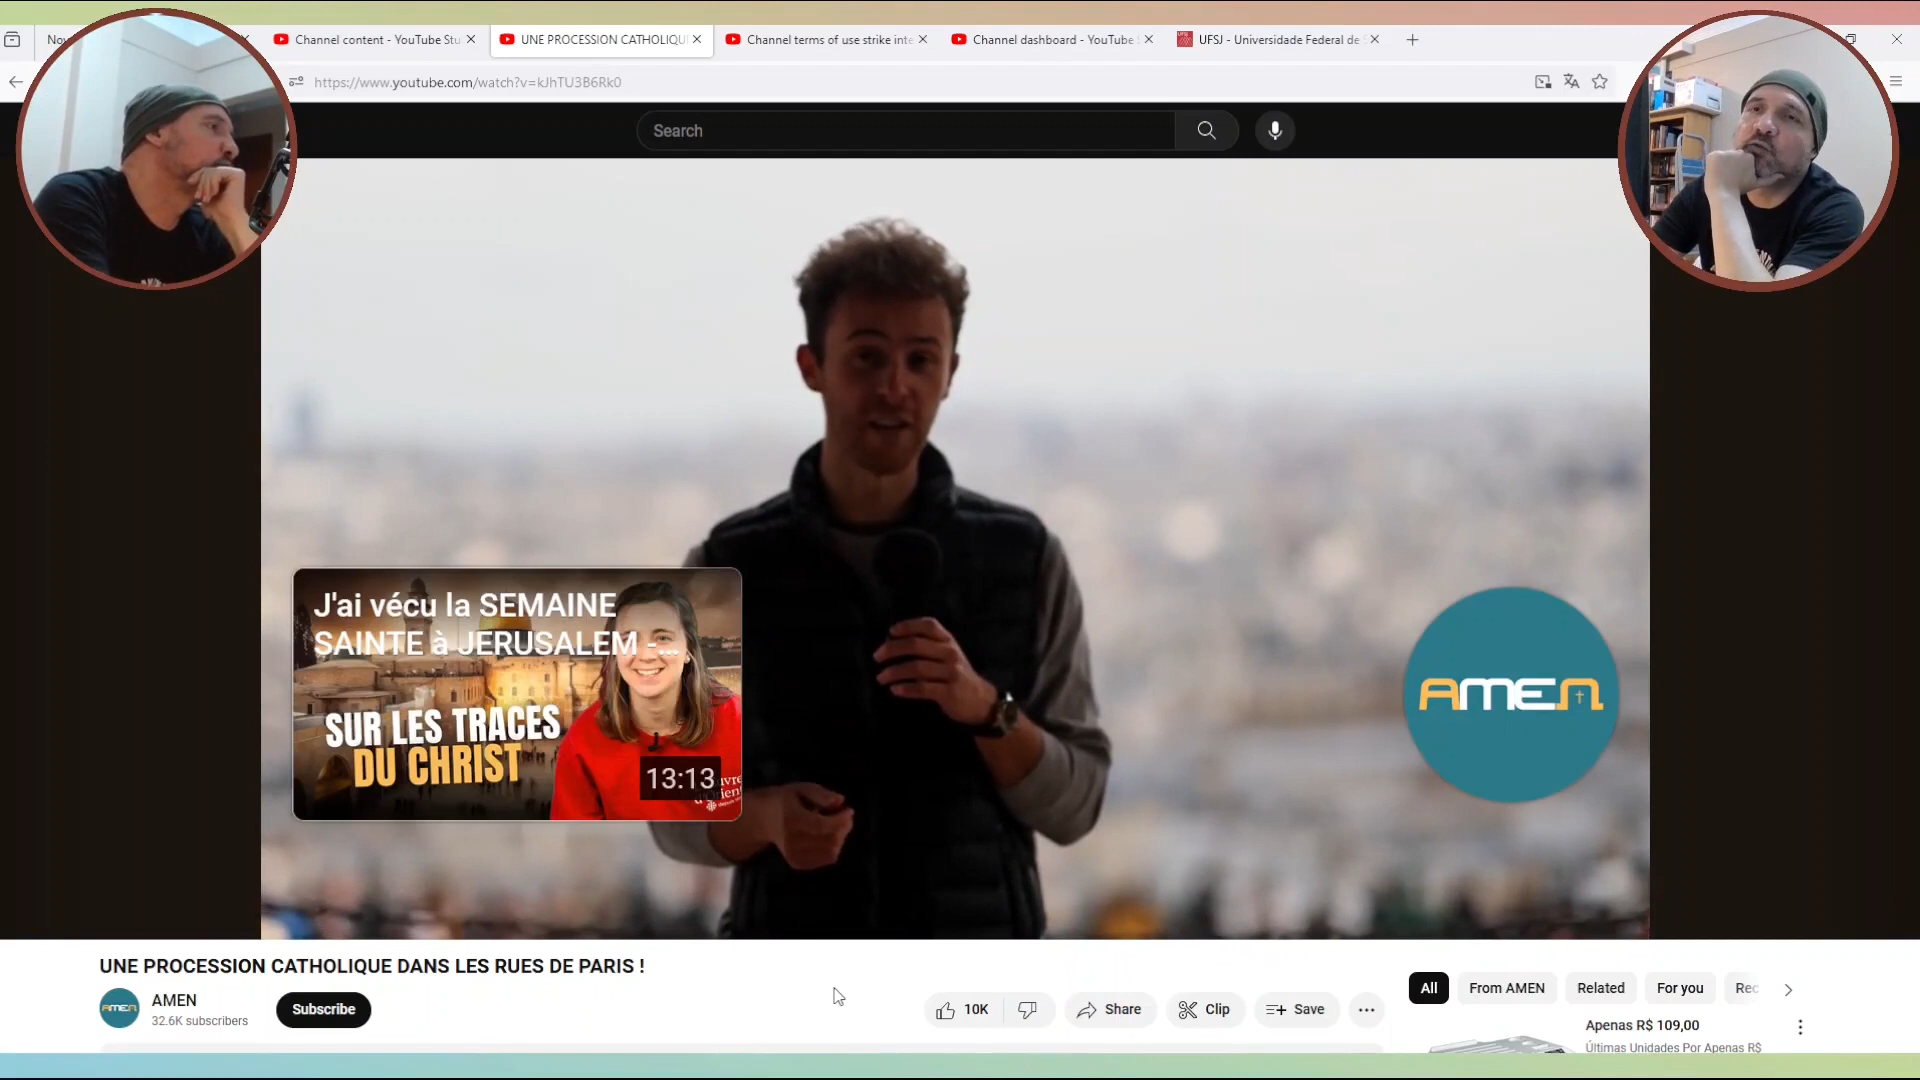 Channel content - YouTube Stu
UNE PROCESSION CATHOLIQU
Channel terms of use strike inte
Channel dashboard - YouTube
UFSJ - Universidade Federal de
https://www.youtube.com/watch?v=kJhTU3B6Rk0
Search
J'ai vécu la SEMAINE
SAINTE à JERUSALEM -...
SUR LES TRACES
DU CHRIST
13:13
AMEN
UNE PROCESSION CATHOLIQUE DANS LES RUES DE PARIS !
AMEN
AMEN
32.6K subscribers
Subscribe
10K
Share
Clip
Save
All
From AMEN
Related
For you
Rec
Apenas R$ 109,00
Últimas Unidades Por Apenas R$